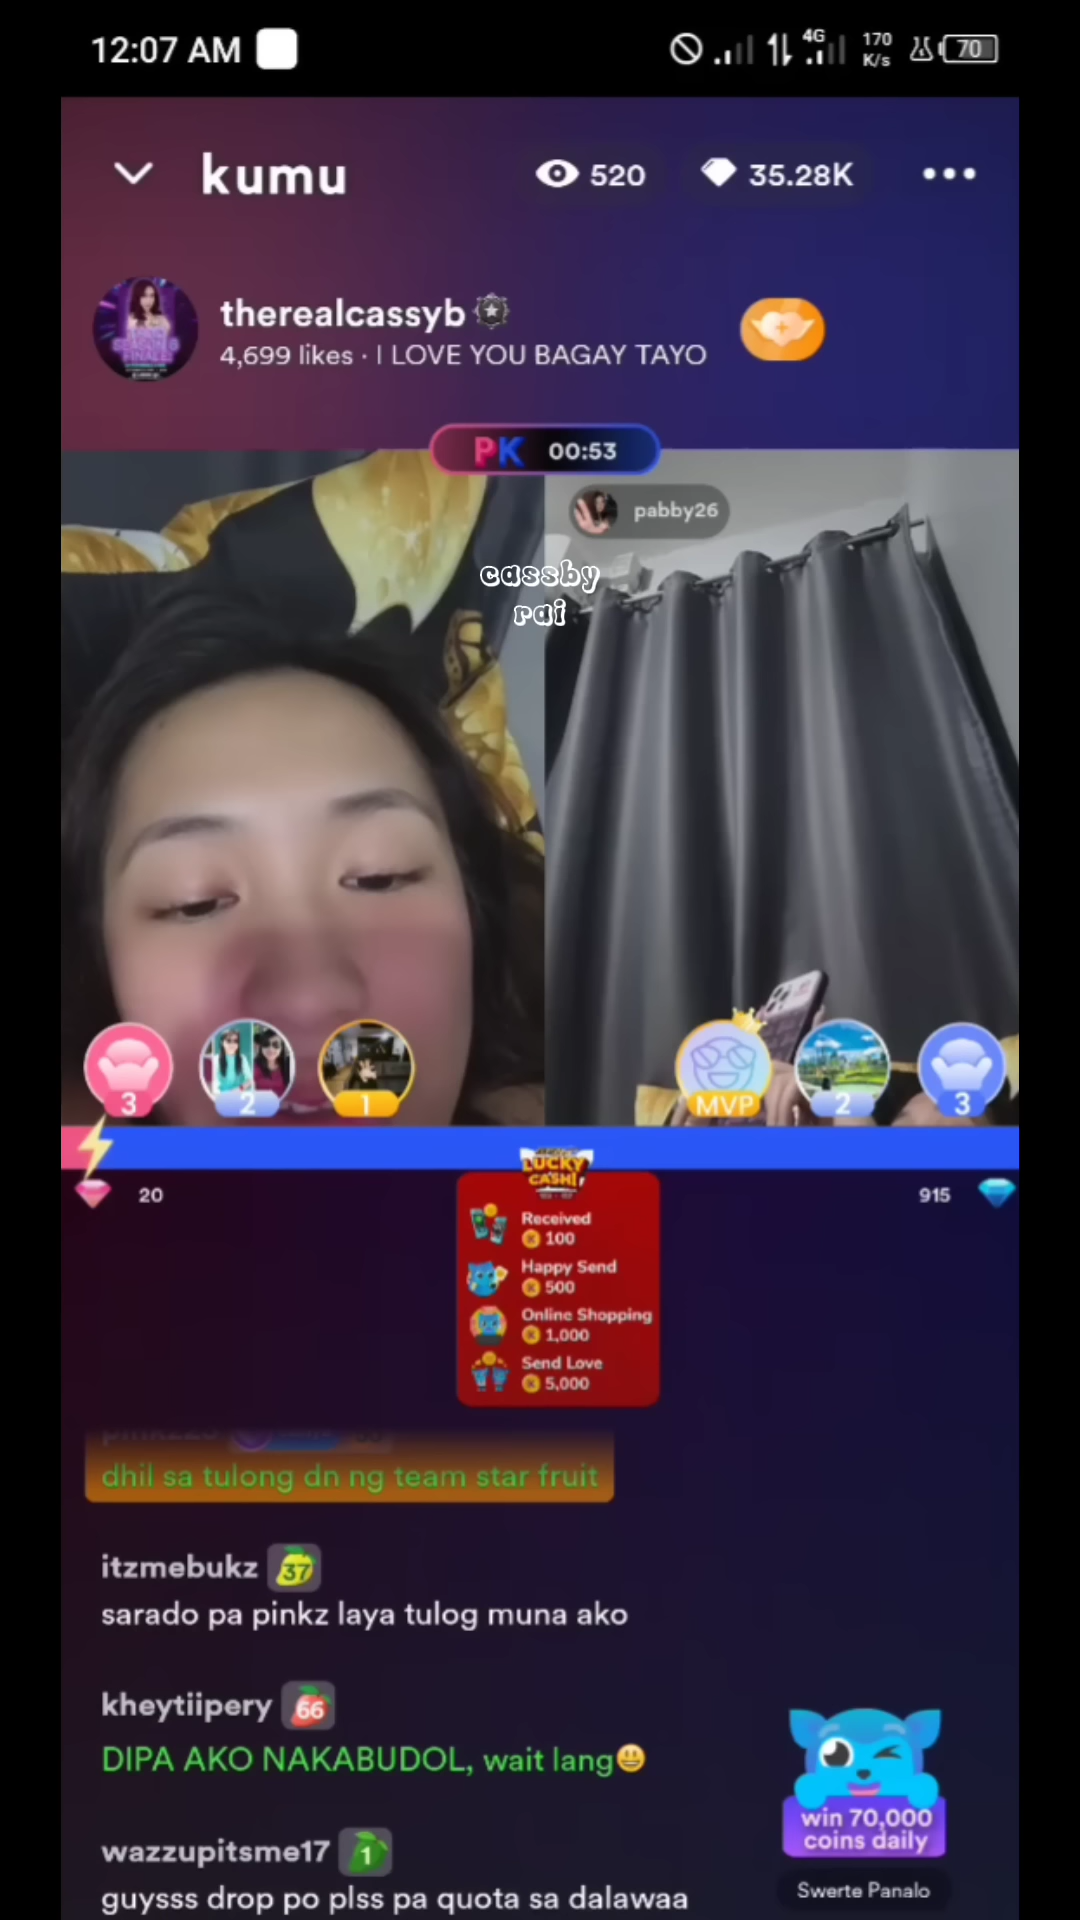 12:07 AM
4G
170
K/s
70
kumu
520
35.28K
therealcassyb
4,699 likes · I LOVE YOU BAGAY TAYO
PK 00:53
pabby26
cassby
rai
3
2
1
MVP
2
3
LUCKY
CASH!
20
915
Received
100
Happy Send
500
Online Shopping
1,000
Send Love
5,000
dhil sa tulong dn ng team star fruit
itzmebukz 37
sarado pa pinkz laya tulog muna ako
kheytiipery 66
DIPA AKO NAKABUDOL, wait lang😃
wazzupitsme17 1
guysss drop po plss pa quota sa dalawaa
win 70,000
coins daily
Swerte Panalo